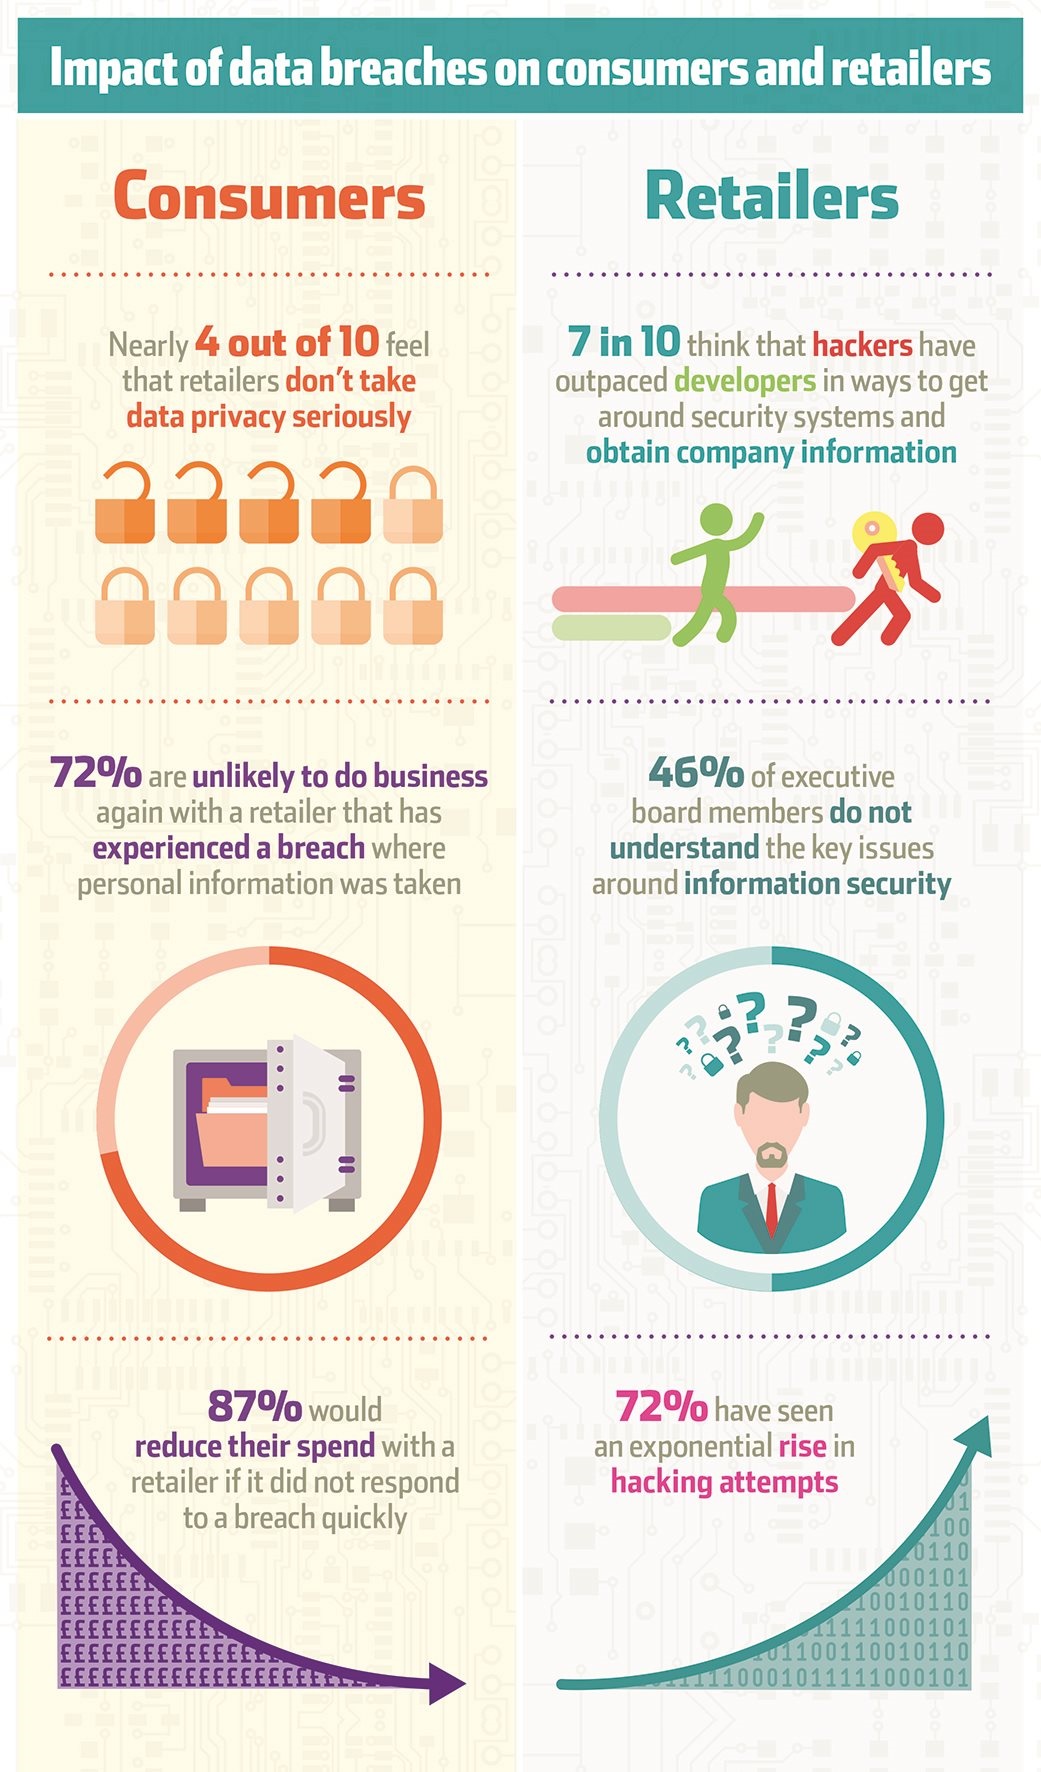 Impact of data breaches on consumers and retailers
Consumers
Nearly 4 out of 10 feel
that retailers don't take
data privacy seriously
72% are unlikely to do business
again with a retailer that has
experienced a breach where
personal information was taken
87% would
reduce their spend with a
retailer if it did not respond
to a breach quickly
Retailers
7 in 10 think that hackers have
outpaced developers in ways to get
around security systems and
obtain company information
46% of executive
board members do not
understand the key issues
around information security
72% have seen
an exponential rise in
hacking attempts